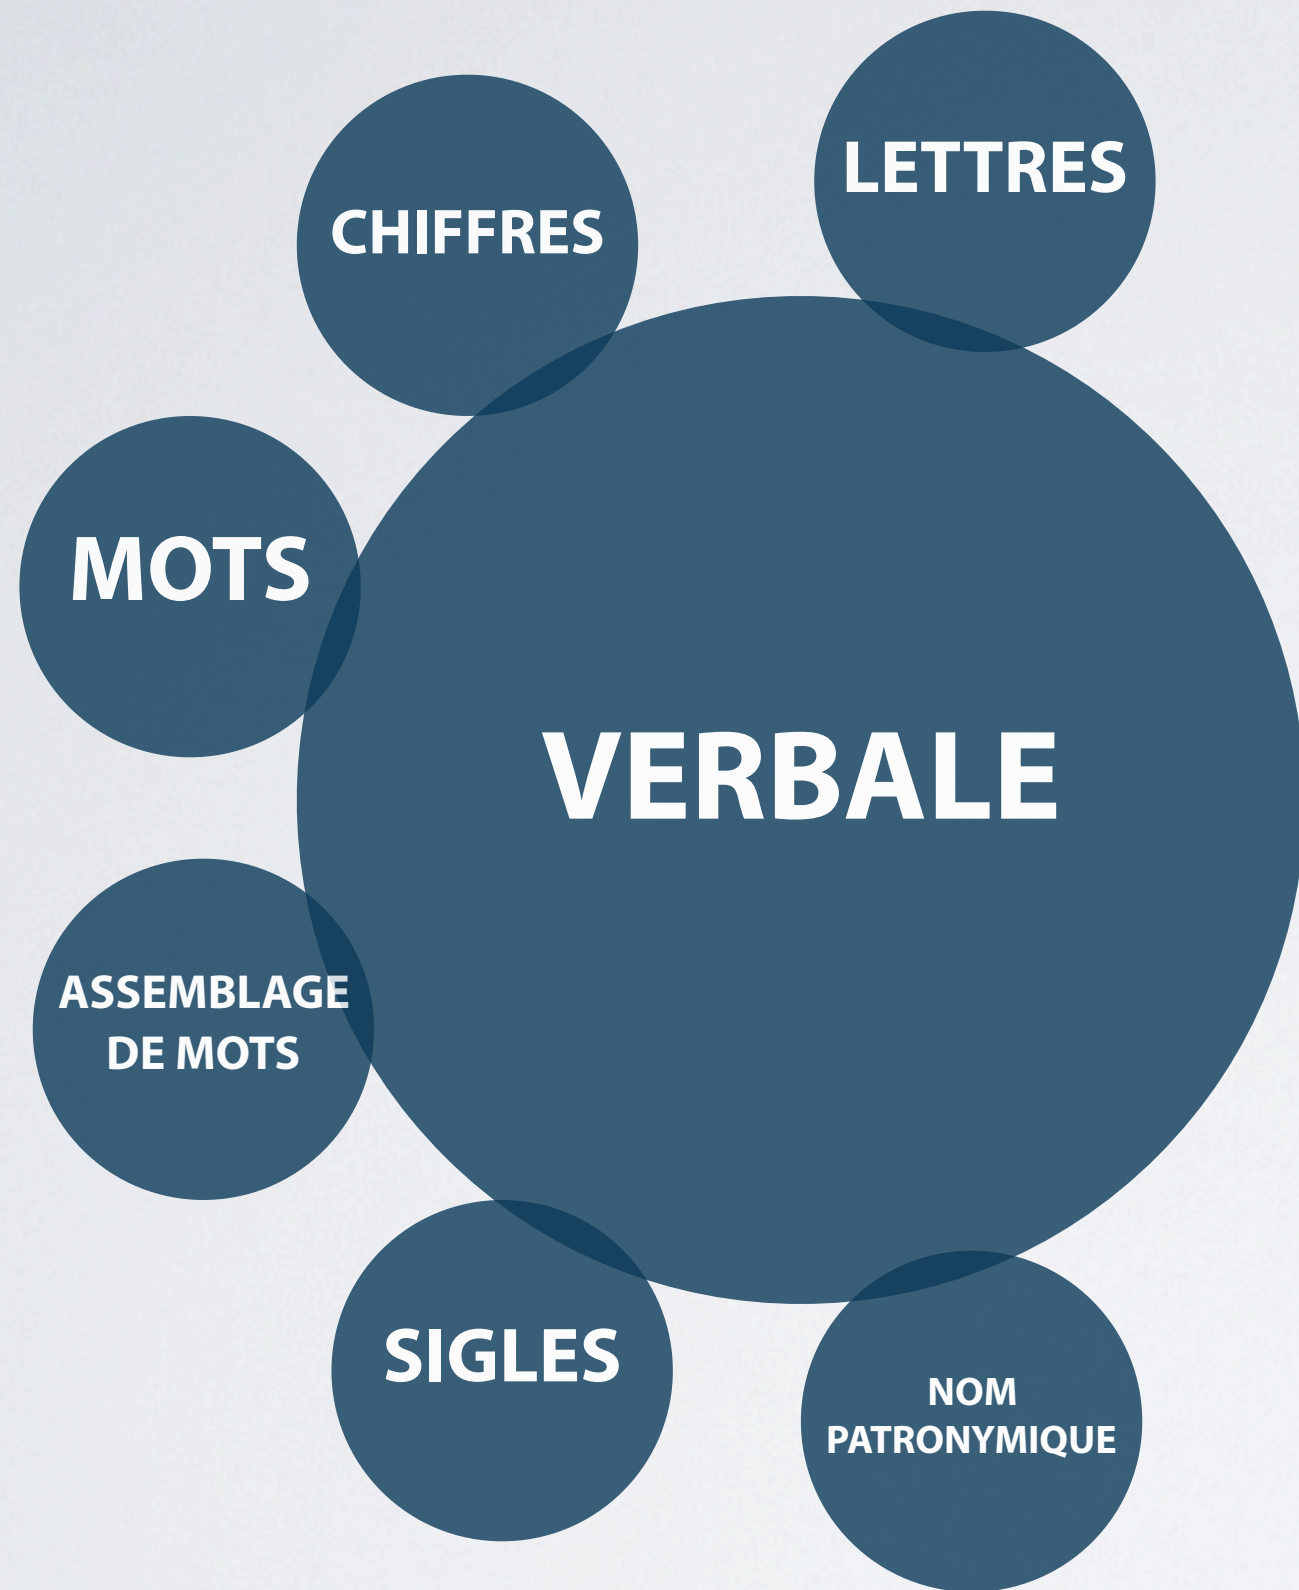 LETTRES
CHIFFRES
MOTS
VERBALE
ASSEMBLAGE
DE MOTS
SIGLES
NOM
PATRONYMIQUE